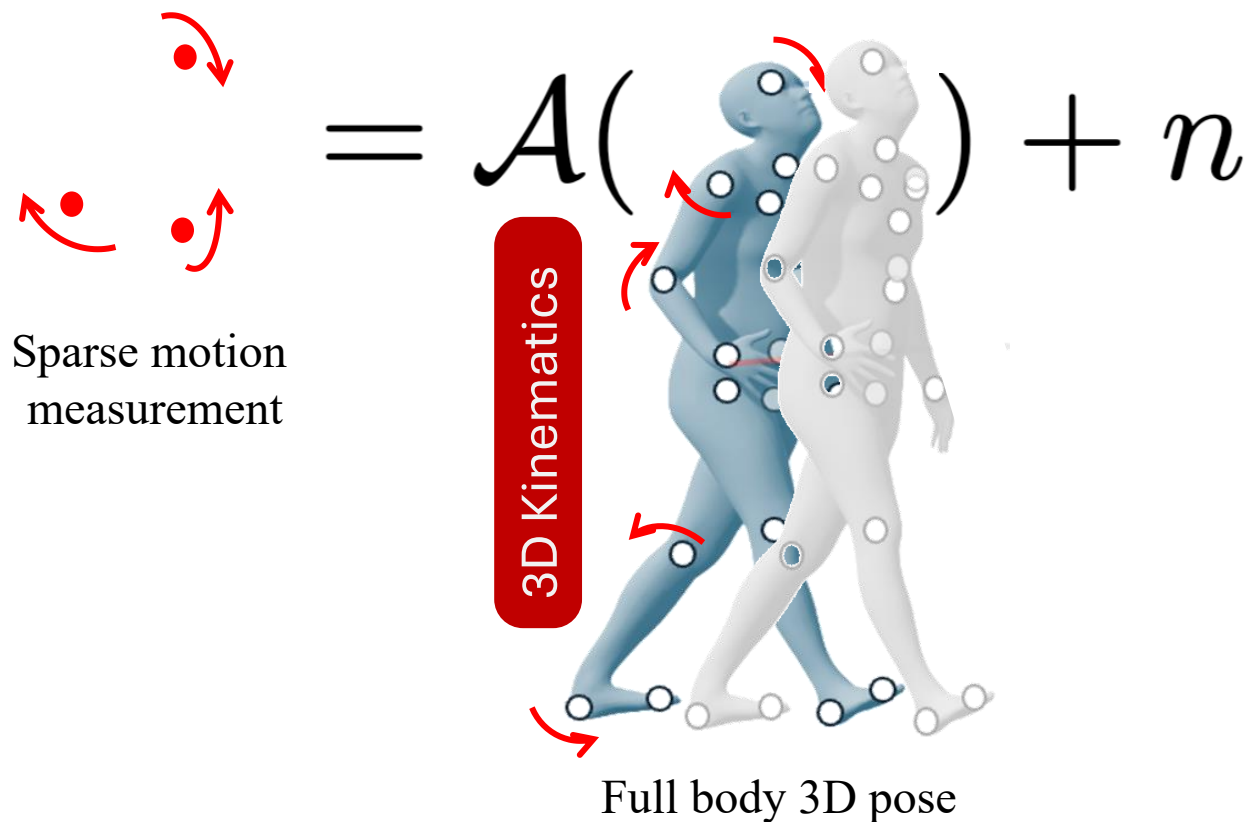 = 𝒜( ) + n
3D Kinematics
Sparse motion
measurement
Full body 3D pose